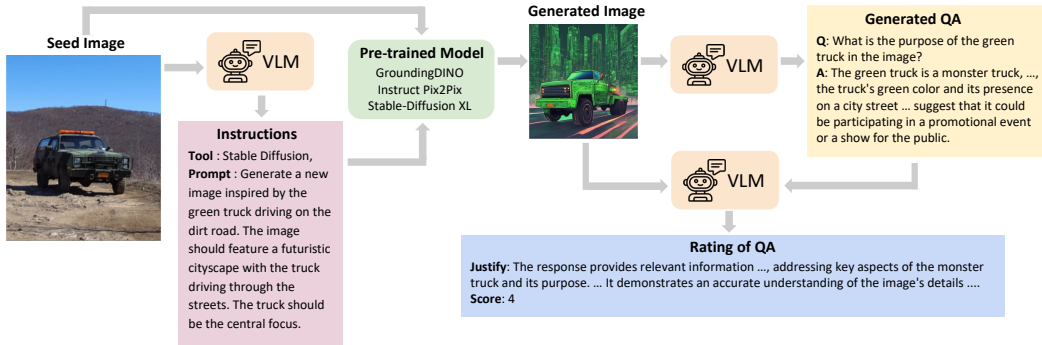 Seed Image
VLM
Instructions
Tool : Stable Diffusion,
Prompt : Generate a new
image inspired by the
green truck driving on the
dirt road. The image
should feature a futuristic
cityscape with the truck
driving through the
streets. The truck should
be the central focus.
Pre-trained Model
GroundingDINO
Instruct Pix2Pix
Stable-Diffusion XL
Generated Image
VLM
Generated QA
Q: What is the purpose of the green
truck in the image?
A: The green truck is a monster truck, …,
the truck's green color and its presence
on a city street … suggest that it could
be participating in a promotional event
or a show for the public.
VLM
Rating of QA
Justify: The response provides relevant information …, addressing key aspects of the monster
truck and its purpose. … It demonstrates an accurate understanding of the image's details ….
Score: 4